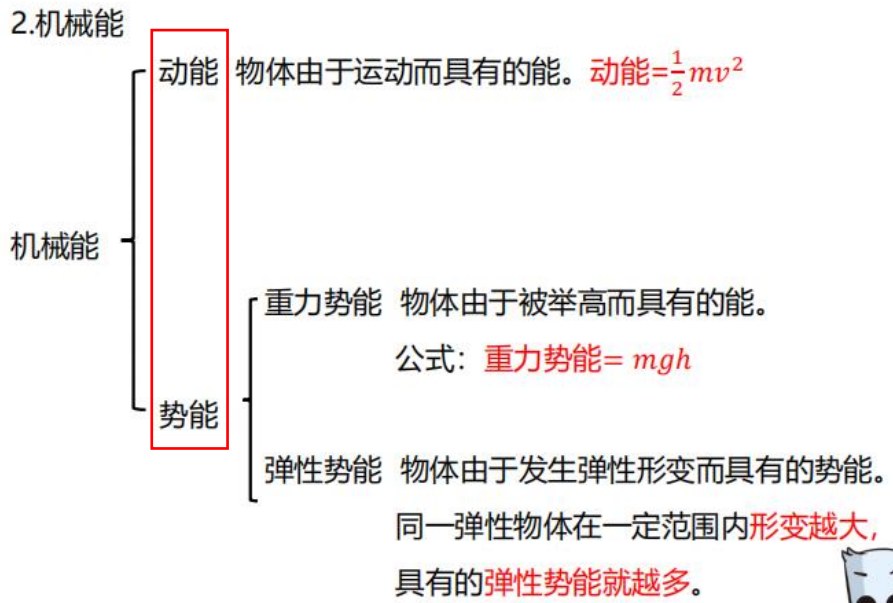 2.机械能
动能 物体由于运动而具有的能。动能=½mv²
机械能
重力势能 物体由于被举高而具有的能。
公式：重力势能= mgh
势能
弹性势能 物体由于发生弹性形变而具有的势能。
同一弹性物体在一定范围内形变越大，
具有的弹性势能就越多。